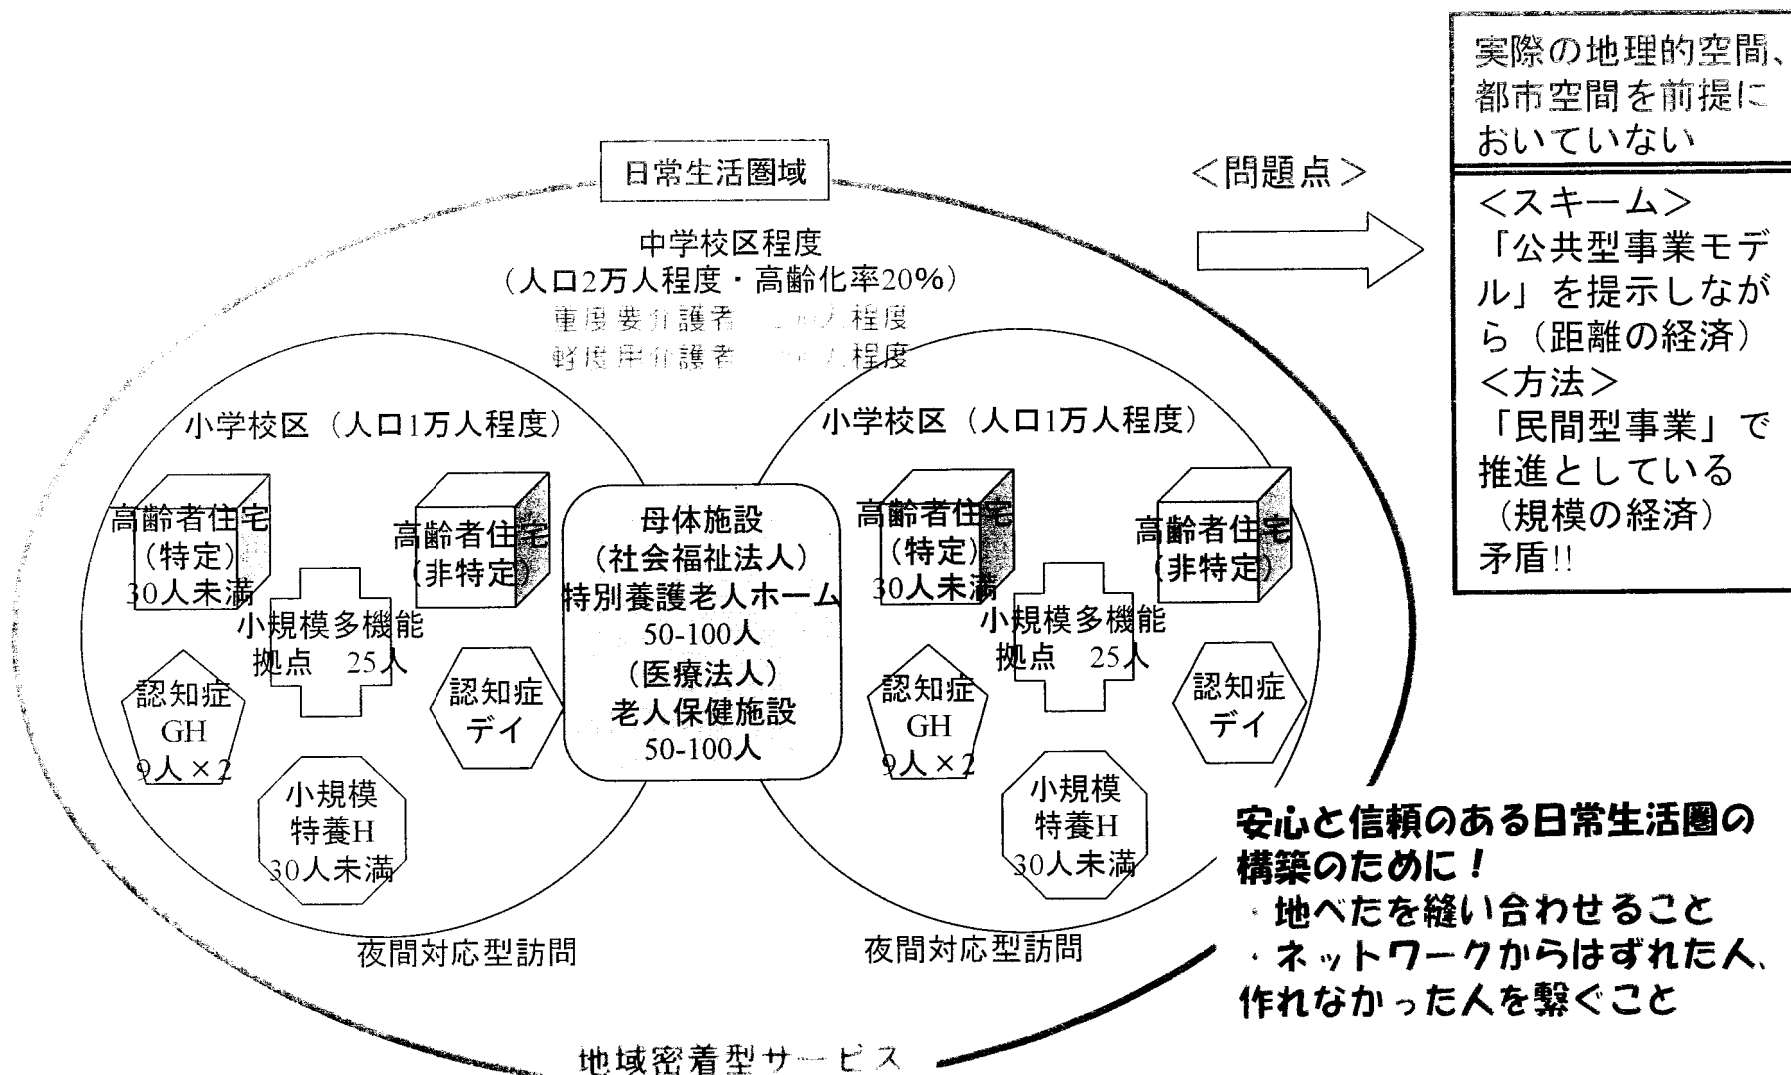 日常生活圏域
中学校区程度
（人口2万人程度・高齢化率20%）
重度要介護者 人程度
軽度用介護者 人程度
小学校区（人口1万人程度）
高齢者住宅
（特定）
30人未満
高齢者住宅
（非特定）
小規模多機能
拠点 25人
認知症
GH
9人×2
認知症
デイ
小規模
特養H
30人未満
夜間対応型訪問
母体施設
（社会福祉法人）
特別養護老人ホーム
50-100人
（医療法人）
老人保健施設
50-100人
小学校区（人口1万人程度）
高齢者住宅
（特定）
30人未満
高齢者住宅
（非特定）
小規模多機能
拠点 25人
認知症
GH
9人×2
認知症
デイ
小規模
特養H
30人未満
夜間対応型訪問
地域密着型サービス
＜問題点＞
実際の地理的空間、
都市空間を前提に
おいていない
＜スキーム＞
「公共型事業モデ
ル」を提示しなが
ら（距離の経済）
＜方法＞
「民間型事業」で
推進としている
（規模の経済）
矛盾!!
安心と信頼のある日常生活圏の
構築のために！
・地べたを縫い合わせること
・ネットワークからはずれた人、
作れなかった人を繋ぐこと